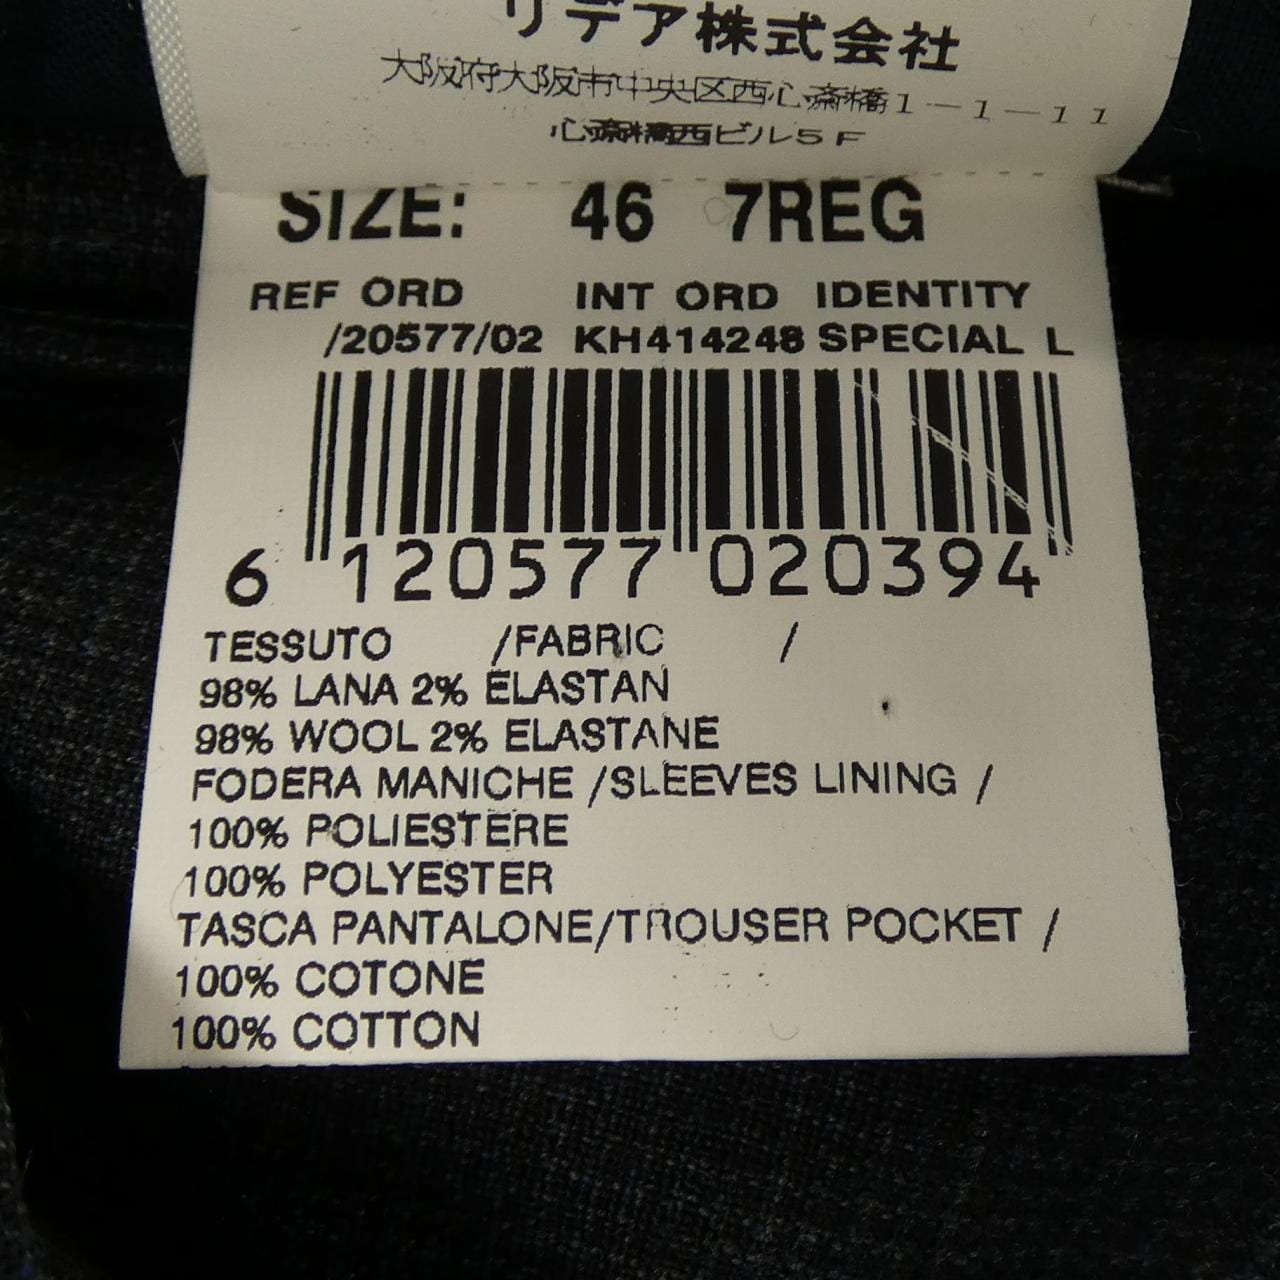 リデア株式会社
大阪府大阪市中央区西心斎橋1-1-11
心斎橋西ビル5F
SIZE: 46 7REG
REF ORD INT ORD IDENTITY
/20577/02 KH414248 SPECIAL L
6 120577 020394
TESSUTO /FABRIC /
98% LANA 2% ELASTAN
98% WOOL 2% ELASTANE
FODERA MANICHE /SLEEVES LINING /
100% POLIESTERE
100% POLYESTER
TASCA PANTALONE/TROUSER POCKET /
100% COTONE
100% COTTON